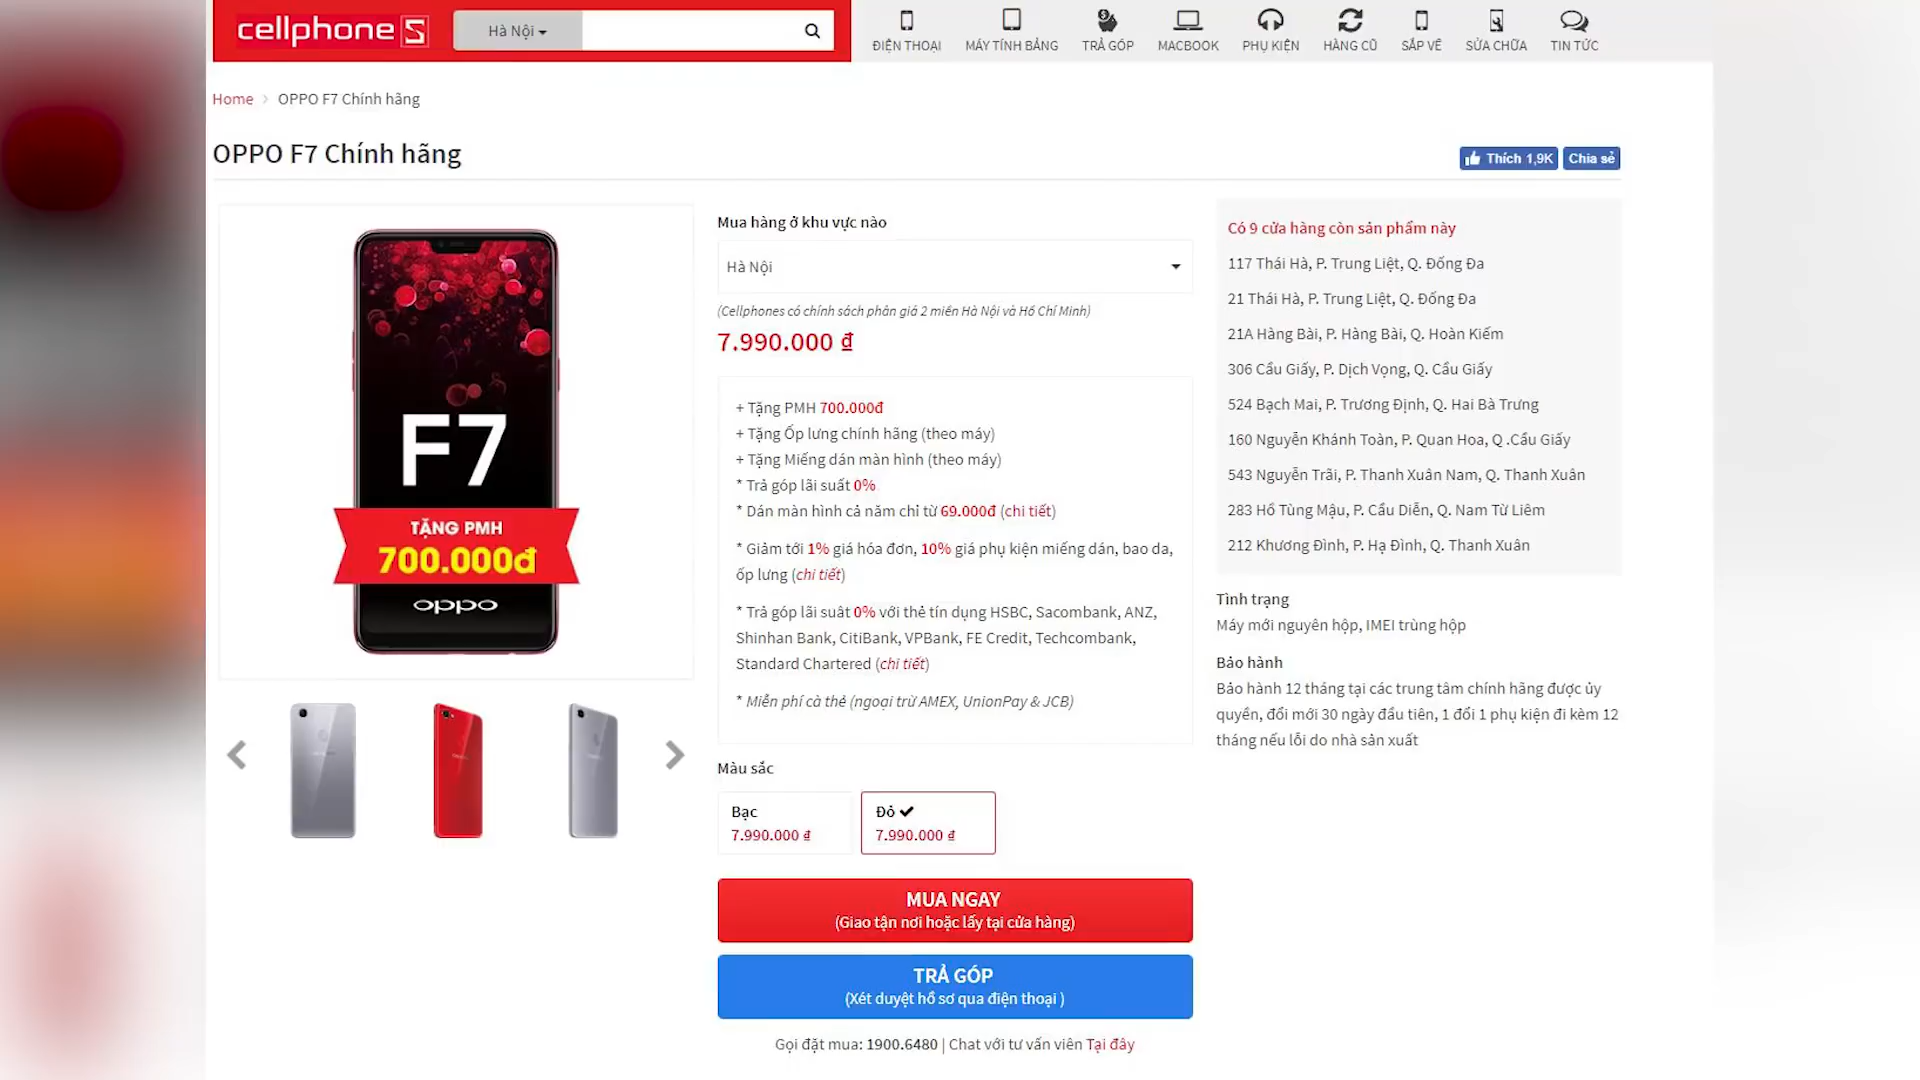 cellphoneS
Hà Nội
ĐIỆN THOẠI
MÁY TÍNH BẢNG
TRẢ GÓP
MACBOOK
PHỤ KIỆN
HÀNG CŨ
SẮP VỀ
SỬA CHỮA
TIN TỨC
Home > OPPO F7 Chính hãng
OPPO F7 Chính hãng
Thích 1,9K
Chia sẻ
F7
TẶNG PMH
700.000đ
oppo
Mua hàng ở khu vực nào
Hà Nội
(Cellphones có chính sách phân giá 2 miền Hà Nội và Hồ Chí Minh)
7.990.000 ₫
+ Tặng PMH 700.000đ
+ Tặng Ốp lưng chính hãng (theo máy)
+ Tặng Miếng dán màn hình (theo máy)
* Trả góp lãi suất 0%
* Dán màn hình cả năm chỉ từ 69.000đ (chi tiết)
* Giảm tới 1% giá hóa đơn, 10% giá phụ kiện miếng dán, bao da,
ốp lưng (chi tiết)
* Trả góp lãi suât 0% với thẻ tín dụng HSBC, Sacombank, ANZ,
Shinhan Bank, CitiBank, VPBank, FE Credit, Techcombank,
Standard Chartered (chi tiết)
* Miễn phí cà thẻ (ngoại trừ AMEX, UnionPay & JCB)
Màu sắc
Bạc
7.990.000 ₫
Đỏ
7.990.000 ₫
MUA NGAY
(Giao tận nơi hoặc lấy tại cửa hàng)
TRẢ GÓP
(Xét duyệt hồ sơ qua điện thoại )
Gọi đặt mua: 1900.6480 | Chat với tư vấn viên Tại đây
Có 9 cửa hàng còn sản phẩm này
117 Thái Hà, P. Trung Liệt, Q. Đống Đa
21 Thái Hà, P. Trung Liệt, Q. Đống Đa
21A Hàng Bài, P. Hàng Bài, Q. Hoàn Kiếm
306 Cầu Giấy, P. Dịch Vọng, Q. Cầu Giấy
524 Bạch Mai, P. Trương Định, Q. Hai Bà Trưng
160 Nguyễn Khánh Toàn, P. Quan Hoa, Q .Cầu Giấy
543 Nguyễn Trãi, P. Thanh Xuân Nam, Q. Thanh Xuân
283 Hồ Tùng Mậu, P. Cầu Diễn, Q. Nam Từ Liêm
212 Khương Đình, P. Hạ Đình, Q. Thanh Xuân
Tình trạng
Máy mới nguyên hộp, IMEI trùng hộp
Bảo hành
Bảo hành 12 tháng tại các trung tâm chính hãng được ủy
quyền, đổi mới 30 ngày đầu tiên, 1 đổi 1 phụ kiện đi kèm 12
tháng nếu lỗi do nhà sản xuất